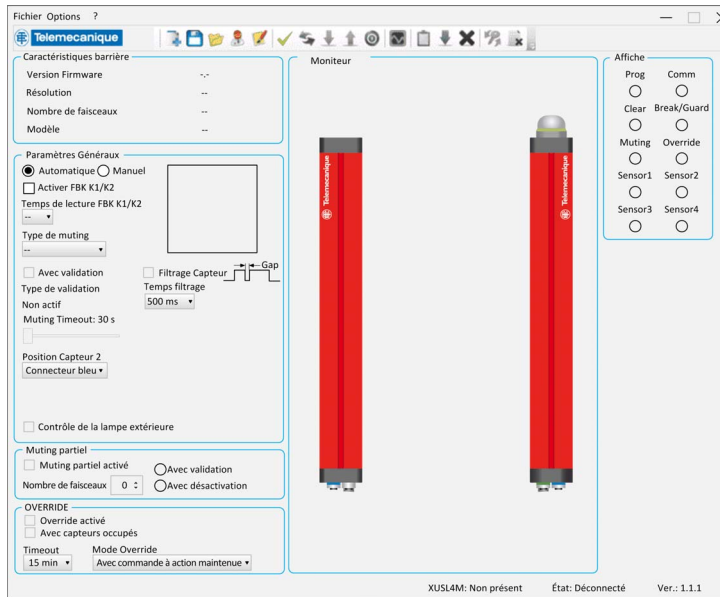 Fichier Options ?
Telemecanique
Caractéristiques barrière
Version Firmware -.-
Résolution --
Nombre de faisceaux --
Modèle --
Paramètres Généraux
Automatique Manuel
Activer FBK K1/K2
Temps de lecture FBK K1/K2
--
Type de muting
--
Avec validation
Filtrage Capteur
Gap
Type de validation
Temps filtrage
Non actif
500 ms
Muting Timeout: 30 s
Position Capteur 2
Connecteur bleu
Contrôle de la lampe extérieure
Muting partiel
Muting partiel activé
Avec validation
Nombre de faisceaux 0
Avec désactivation
OVERRIDE
Override activé
Avec capteurs occupés
Timeout Mode Override
15 min Avec commande à action maintenue
Moniteur
Telemecanique
Telemecanique
Affiche
Prog Comm
Clear Break/Guard
Muting Override
Sensor1 Sensor2
Sensor3 Sensor4
XUSL4M: Non présent État: Déconnecté Ver.: 1.1.1